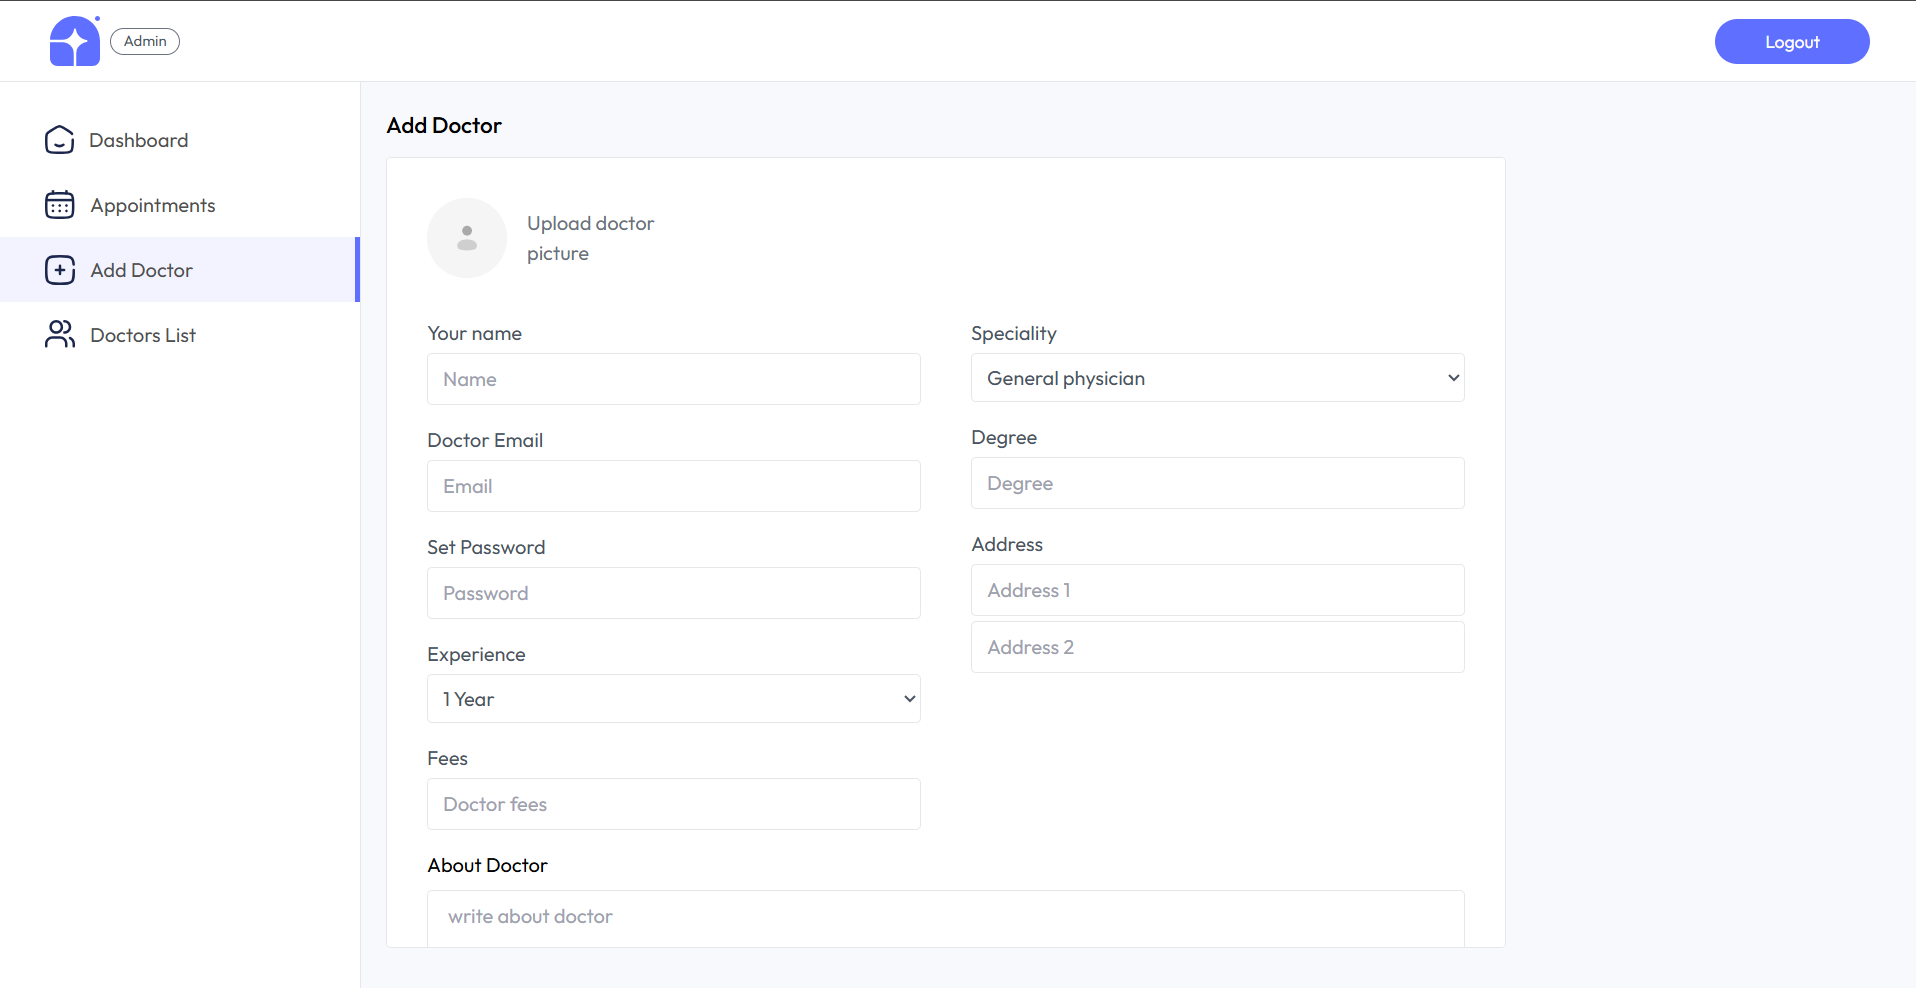 Admin
Logout
Dashboard
Appointments
Add Doctor
Doctors List
Add Doctor
Upload doctor
picture
Your name
Name
Doctor Email
Email
Set Password
Password
Experience
1 Year
Fees
Doctor fees
Speciality
General physician
Degree
Degree
Address
Address 1
Address 2
About Doctor
write about doctor